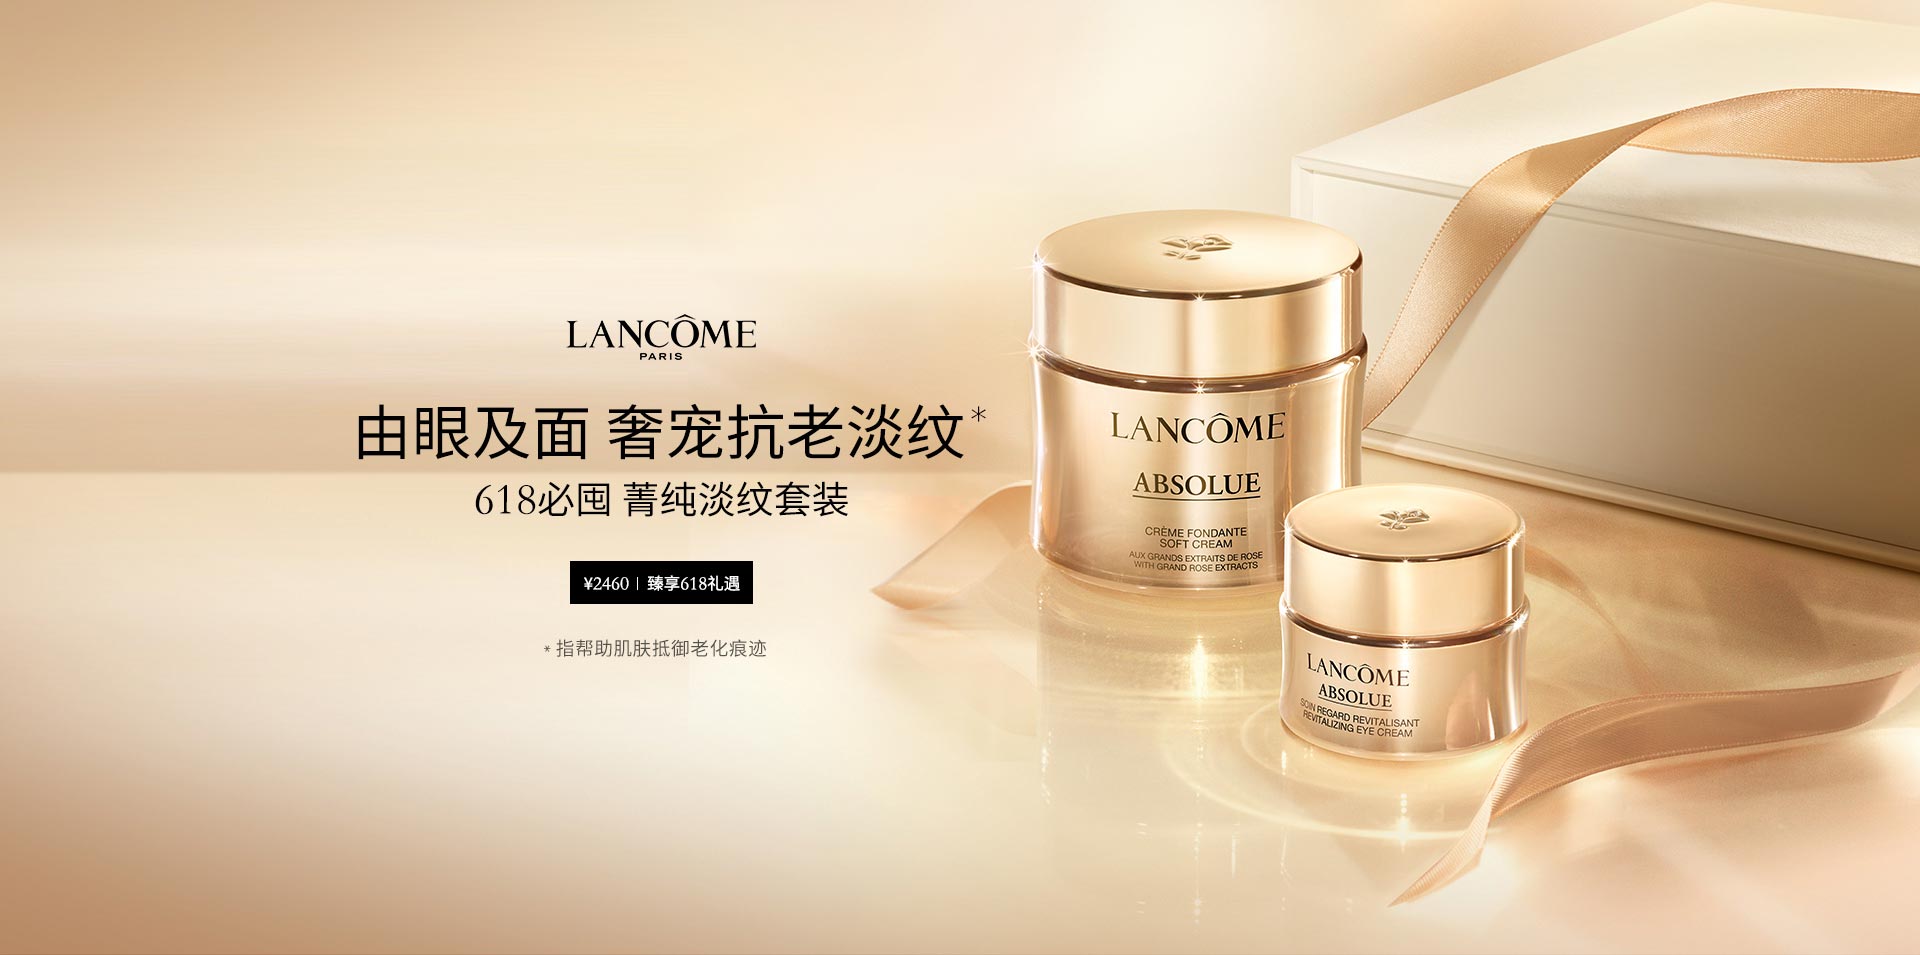 LANCÔME
PARIS
由眼及面 奢宠抗老淡纹*
618必囤 菁纯淡纹套装
¥2460 | 臻享618礼遇
* 指帮助肌肤抵御老化痕迹
LANCÔME
ABSOLUE
CRÈME FONDANTE
SOFT CREAM
AUX GRANDS EXTRAITS DE ROSE
WITH GRAND ROSE EXTRACTS
LANCÔME
ABSOLUE
SOIN REGARD REVITALISANT
REVITALIZING EYE CREAM